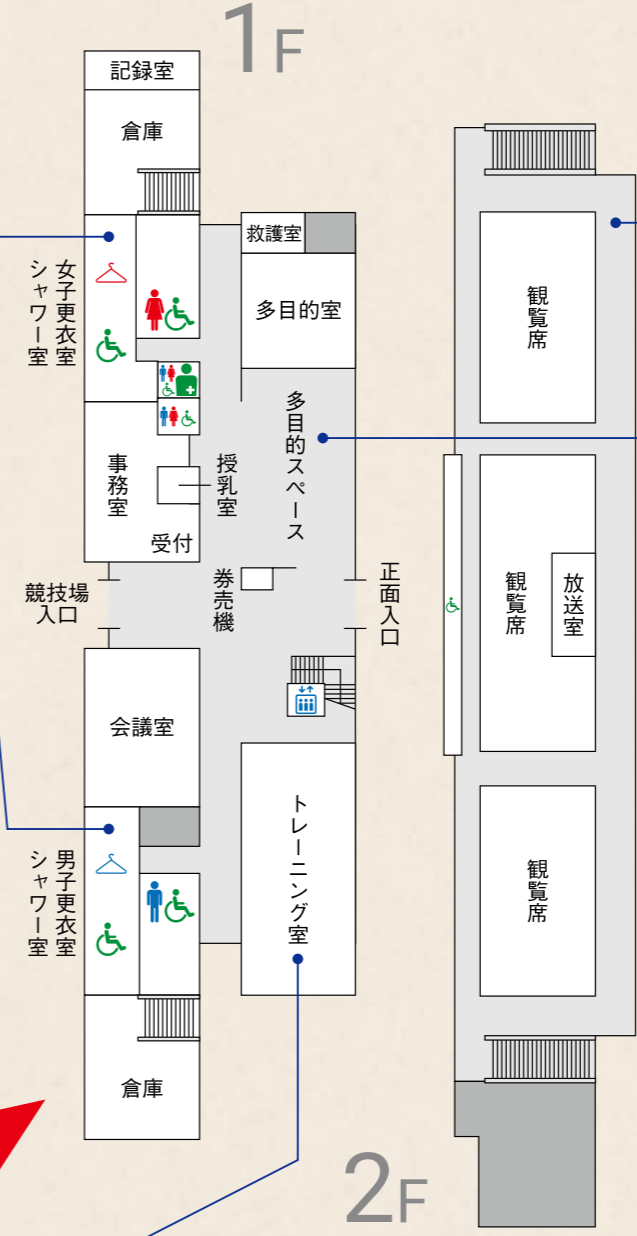 1F
記録室
倉庫
救護室
多目的室
女子更衣室
シャワー室
多目的スペース
事務室
授乳室
受付
競技場
入口
券売機
正面入口
会議室
男子更衣室
シャワー室
トレーニング室
倉庫
2F
観覧席
観覧席
放送室
観覧席